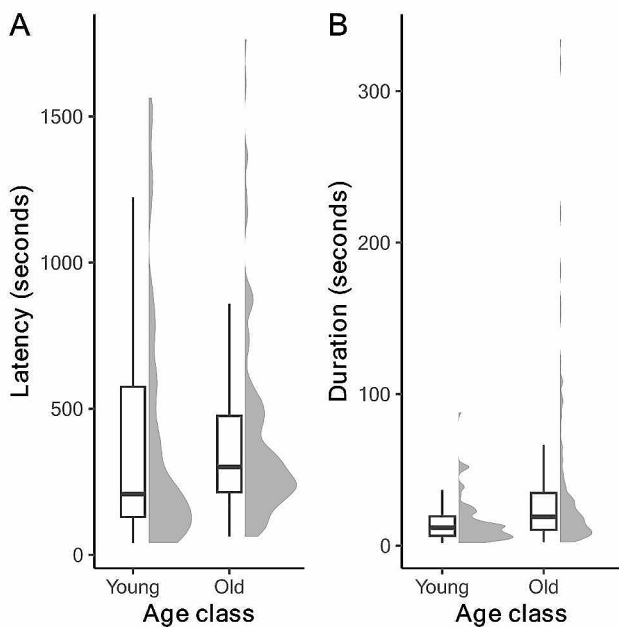 A
Latency (seconds)
1500
1000
500
0
Young Old
Age class
B
Duration (seconds)
300
200
100
0
Young Old
Age class